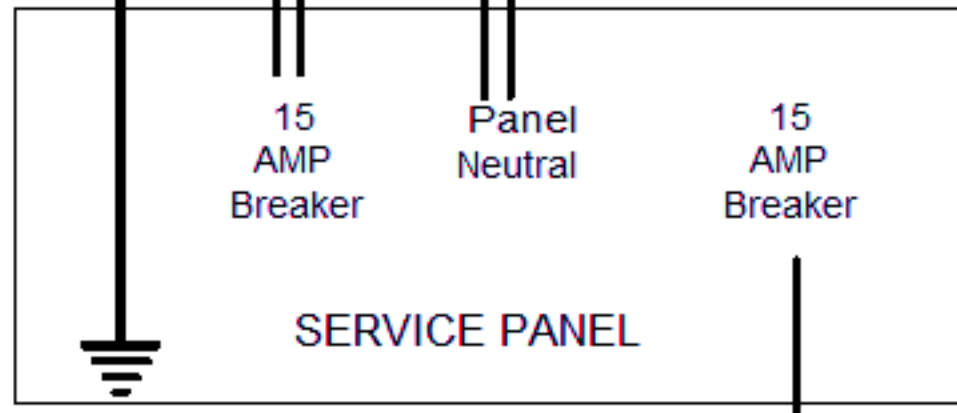 15
AMP
Breaker
Panel
Neutral
15
AMP
Breaker
SERVICE PANEL